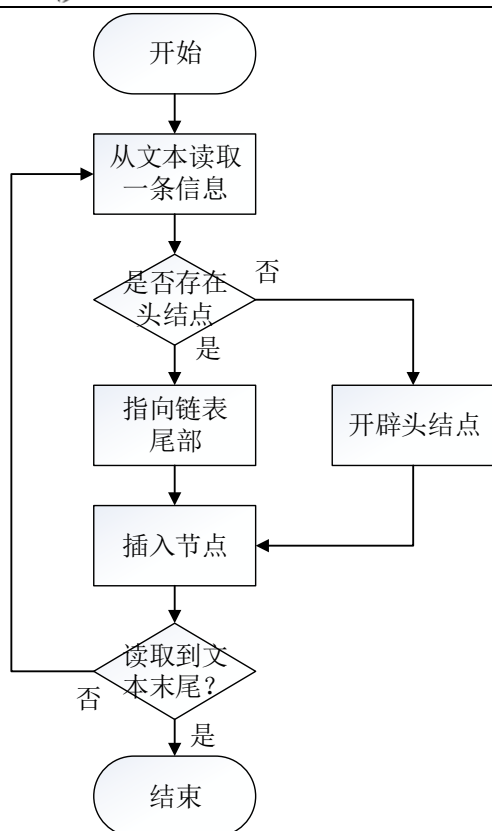 开始
从文本读取
一条信息
是否存在
头结点
否
是
指向链表
尾部
开辟头结点
插入节点
读取到文
本末尾？
否
是
结束